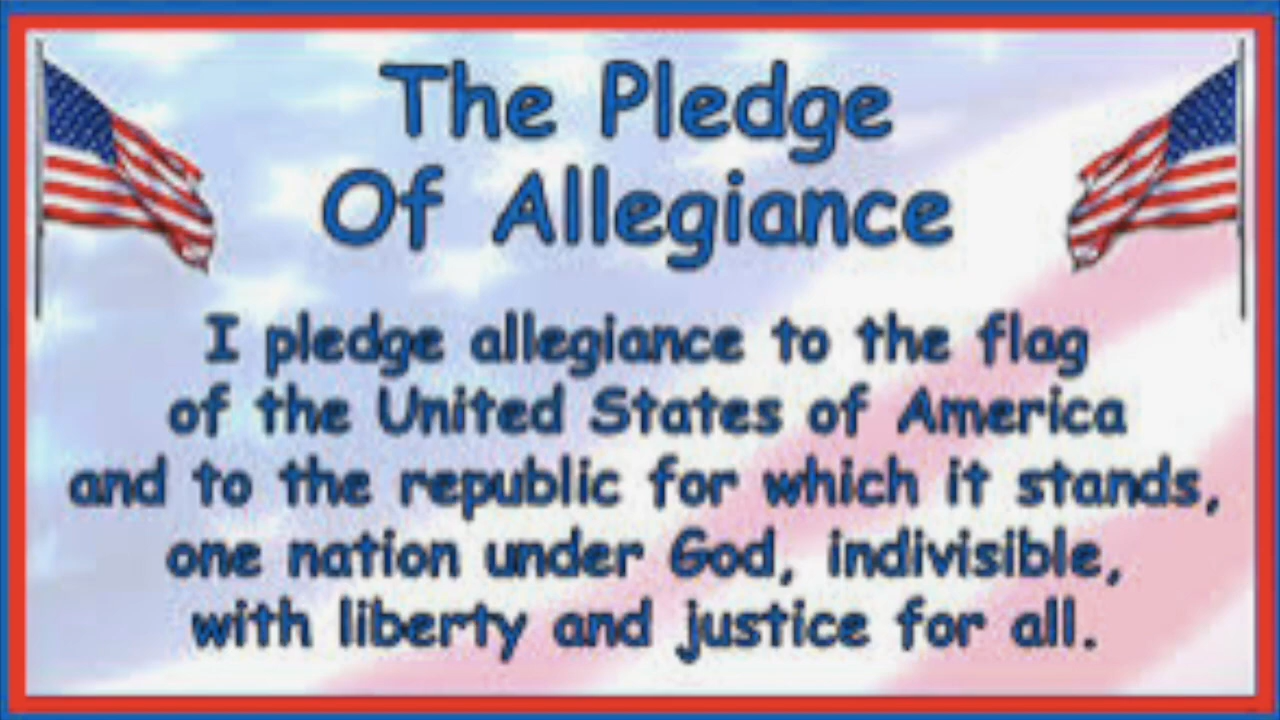 The Pledge
Of Allegiance
I pledge allegiance to the flag
of the United States of America
and to the republic for which it stands,
one nation under God, indivisible,
with liberty and justice for all.